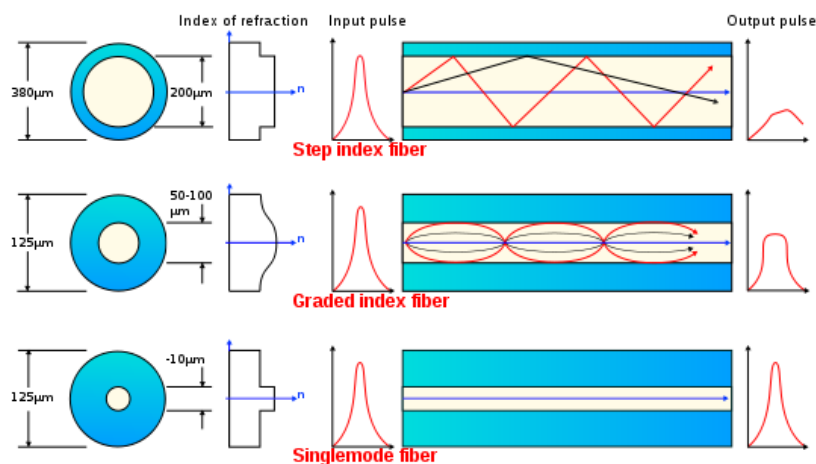 Index of refraction
Input pulse
Output pulse
380μm
200μm
n
Step index fiber
50-100
μm
125μm
n
Graded index fiber
-10μm
125μm
n
Singlemode fiber